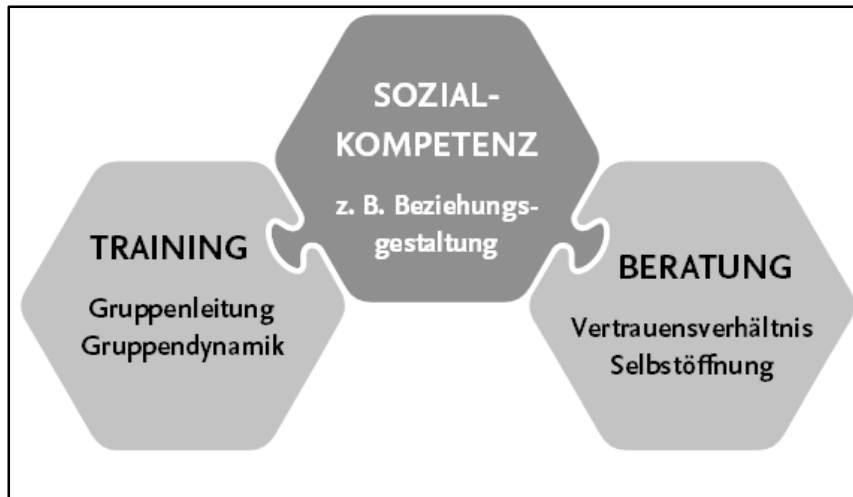 SOZIAL-
KOMPETENZ
z. B. Beziehungs-
gestaltung
TRAINING
Gruppenleitung
Gruppendynamik
BERATUNG
Vertrauensverhältnis
Selbstöffnung